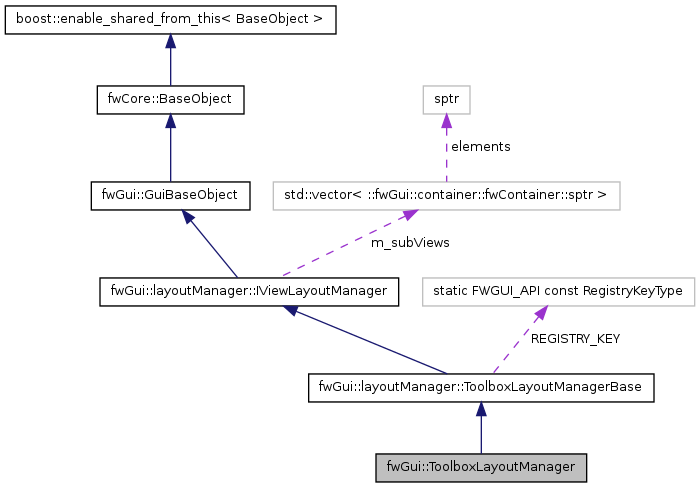 boost::enable_shared_from_this< BaseObject >
fwCore::BaseObject
sptr
elements
fwGui::GuiBaseObject
std::vector< ::fwGui::container::fwContainer::sptr >
m_subViews
fwGui::layoutManager::IViewLayoutManager
static FWGUI_API const RegistryKeyType
REGISTRY_KEY
fwGui::layoutManager::ToolboxLayoutManagerBase
fwGui::ToolboxLayoutManager